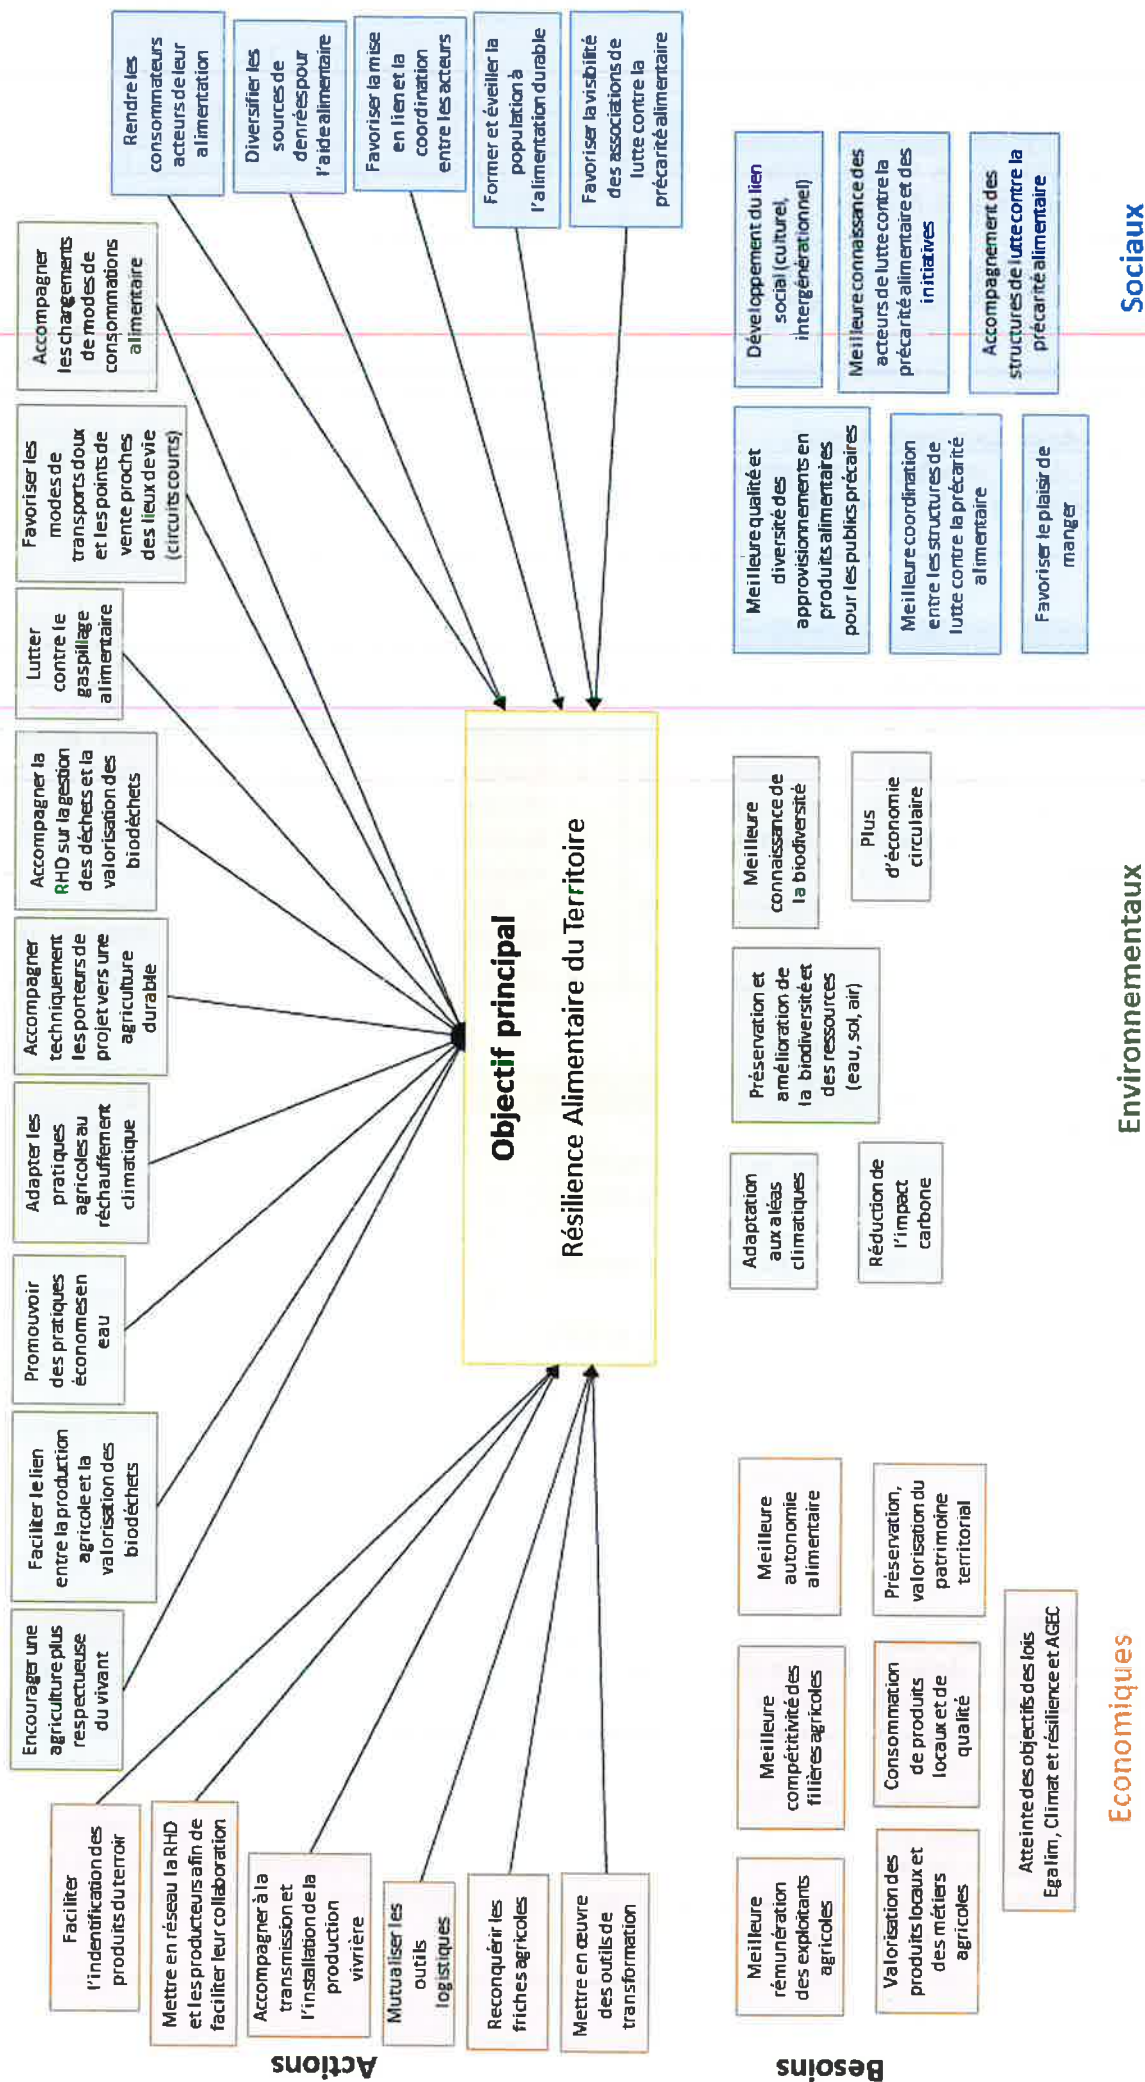 Actions
Faciliter
l'indentification des
produits du terroir
Mettre en réseau la RHD
et les producteurs afin de
faciliter leur collaboration
Accompagner à la
transmission et
l'installation de la
production
vivrière
Mutualiser les
outils
logistiques
Reconquérir les
friches agricoles
Mettre en œuvre
des outils de
transformation
Encourager une
agriculture plus
respectueuse
du vivant
Faciliter le lien
entre la production
agricole et la
valorisation des
biodéchets
Promouvoir
des pratiques
économes en
eau
Adapter les
pratiques
agricoles au
réchauffement
climatique
Accompagner
techniquement
les porteurs de
projet vers une
agriculture
durable
Accompagner la
RHD sur la gestion
des déchets et la
valorisation des
biodéchets
Lutter
contre le
gaspillage
alimentaire
Favoriser les
modes de
transports doux
et les points de
vente proches
des lieux de vie
(circuits courts)
Accompagner
les changements
de modes de
consommations
alimentaire
Rendre les
consommateurs
acteurs de leur
alimentation
Diversifier les
sources de
denrées pour
l'aide alimentaire
Favoriser la mise
en lien et la
coordination
entre les acteurs
Former et éveiller la
population à
l'alimentation durable
Favoriser la visibilité
des associations de
lutte contre la
précarité alimentaire
Objectif principal
Résilience Alimentaire du Territoire
Besoins
Meilleure
rémunération
des exploitants
agricoles
Meilleure
compétitivité des
filières agricoles
Meilleure
autonomie
alimentaire
Valorisation des
produits locaux et
des métiers
agricoles
Consommation
de produits
locaux et de
qualité
Préservation,
valorisation du
patrimoine
territorial
Atteinte des objectifs des lois
Egalim, Climat et résilience et AGEC
Adaptation
aux aléas
climatiques
Préservation et
amélioration de
la biodiversité et
des ressources
(eau, sol, air)
Meilleure
connaissance de
la biodiversité
Réduction de
l'impact
carbone
Plus
d'économie
circulaire
Meilleure qualité et
diversité des
approvisionnements en
produits alimentaires
pour les publics précaires
Développement du lien
social (culturel,
intergénérationnel)
Meilleure coordination
entre les structures de
lutte contre la précarité
alimentaire
Meilleure connaissance des
acteurs de lutte contre la
précarité alimentaire et des
initiatives
Favoriser le plaisir de
manger
Accompagnement des
structures de lutte contre la
précarité alimentaire
Economiques
Environnementaux
Sociaux